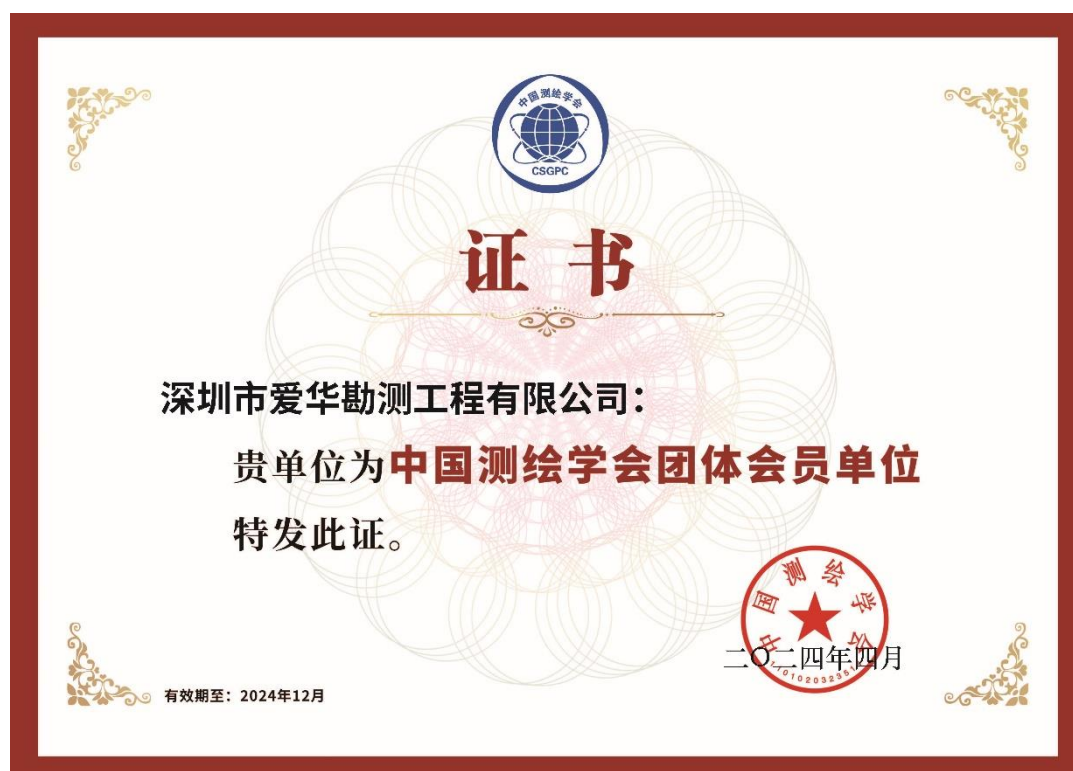 中国测绘学会
CSGPC
证书
深圳市爱华勘测工程有限公司：
贵单位为中国测绘学会团体会员单位
特发此证。
中国测绘学会
二〇二四年四月
有效期至：2024年12月